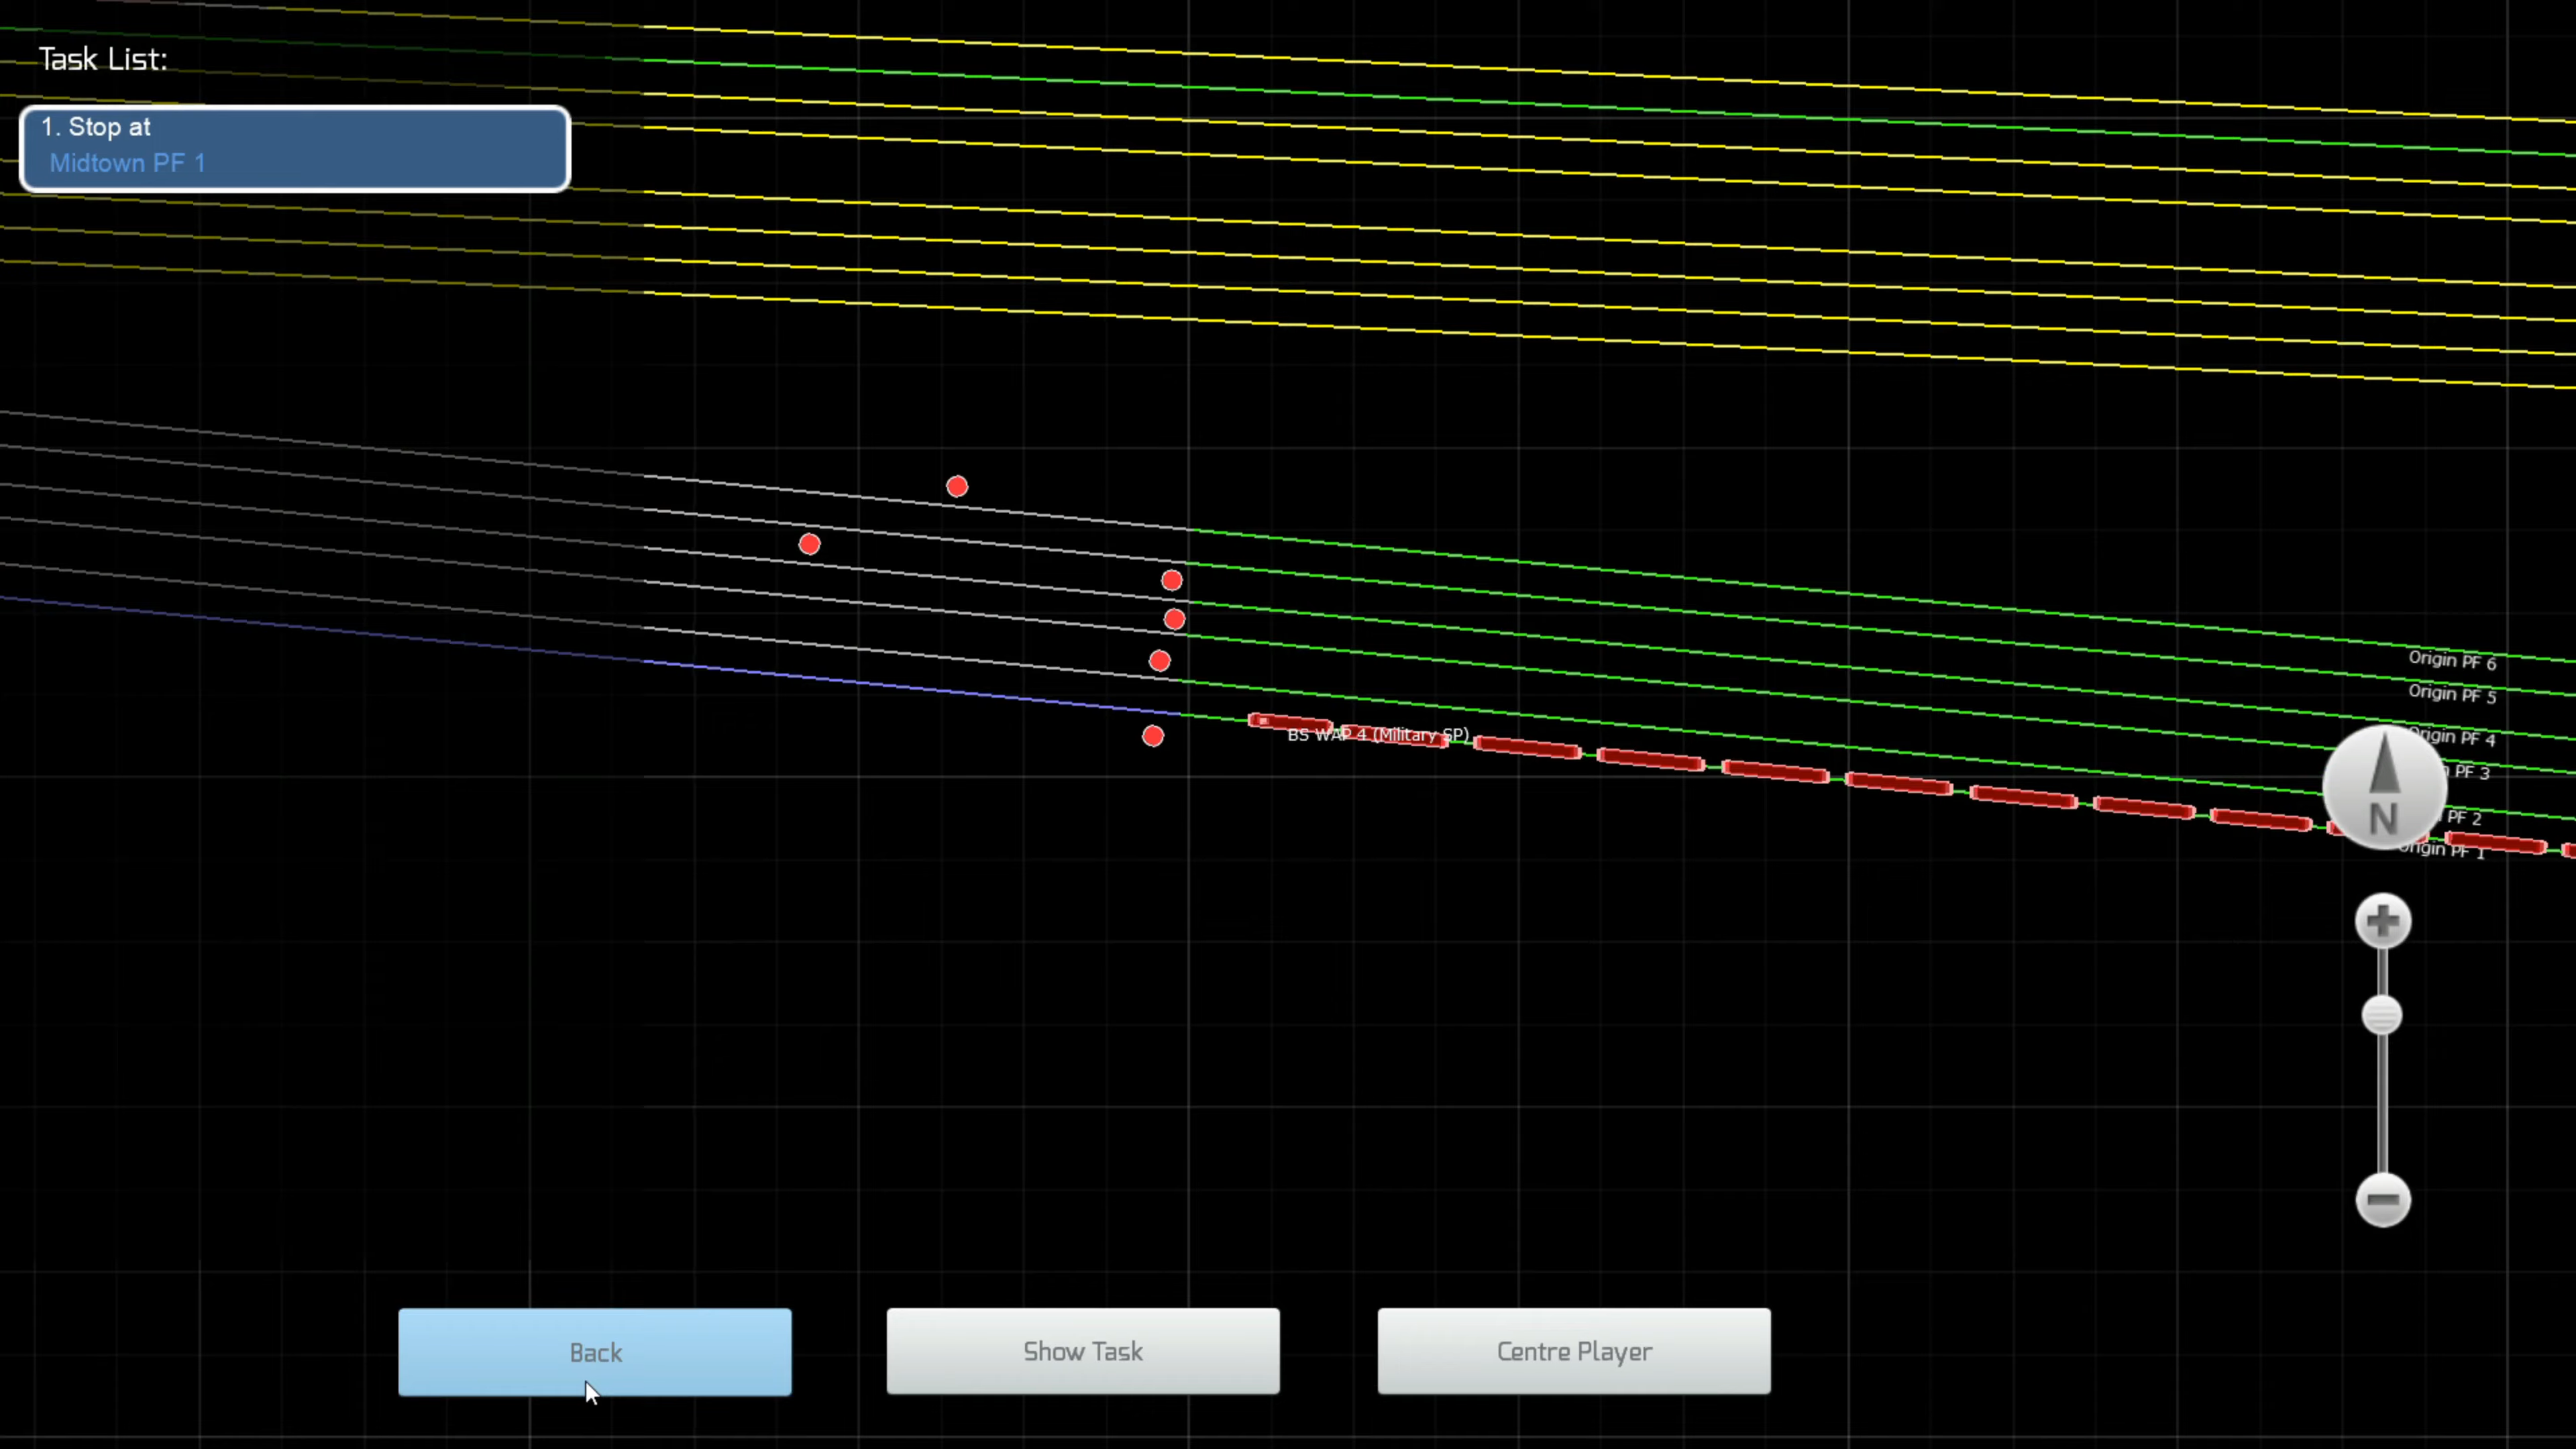 Task List:
1. Stop at
Midtown PF 1
Origin PF 6
Origin PF 5
BS WAP 4 (Military SP)
PF 4
PF 3
PF 2
Origin PF 1
N
Back
Show Task
Centre Player